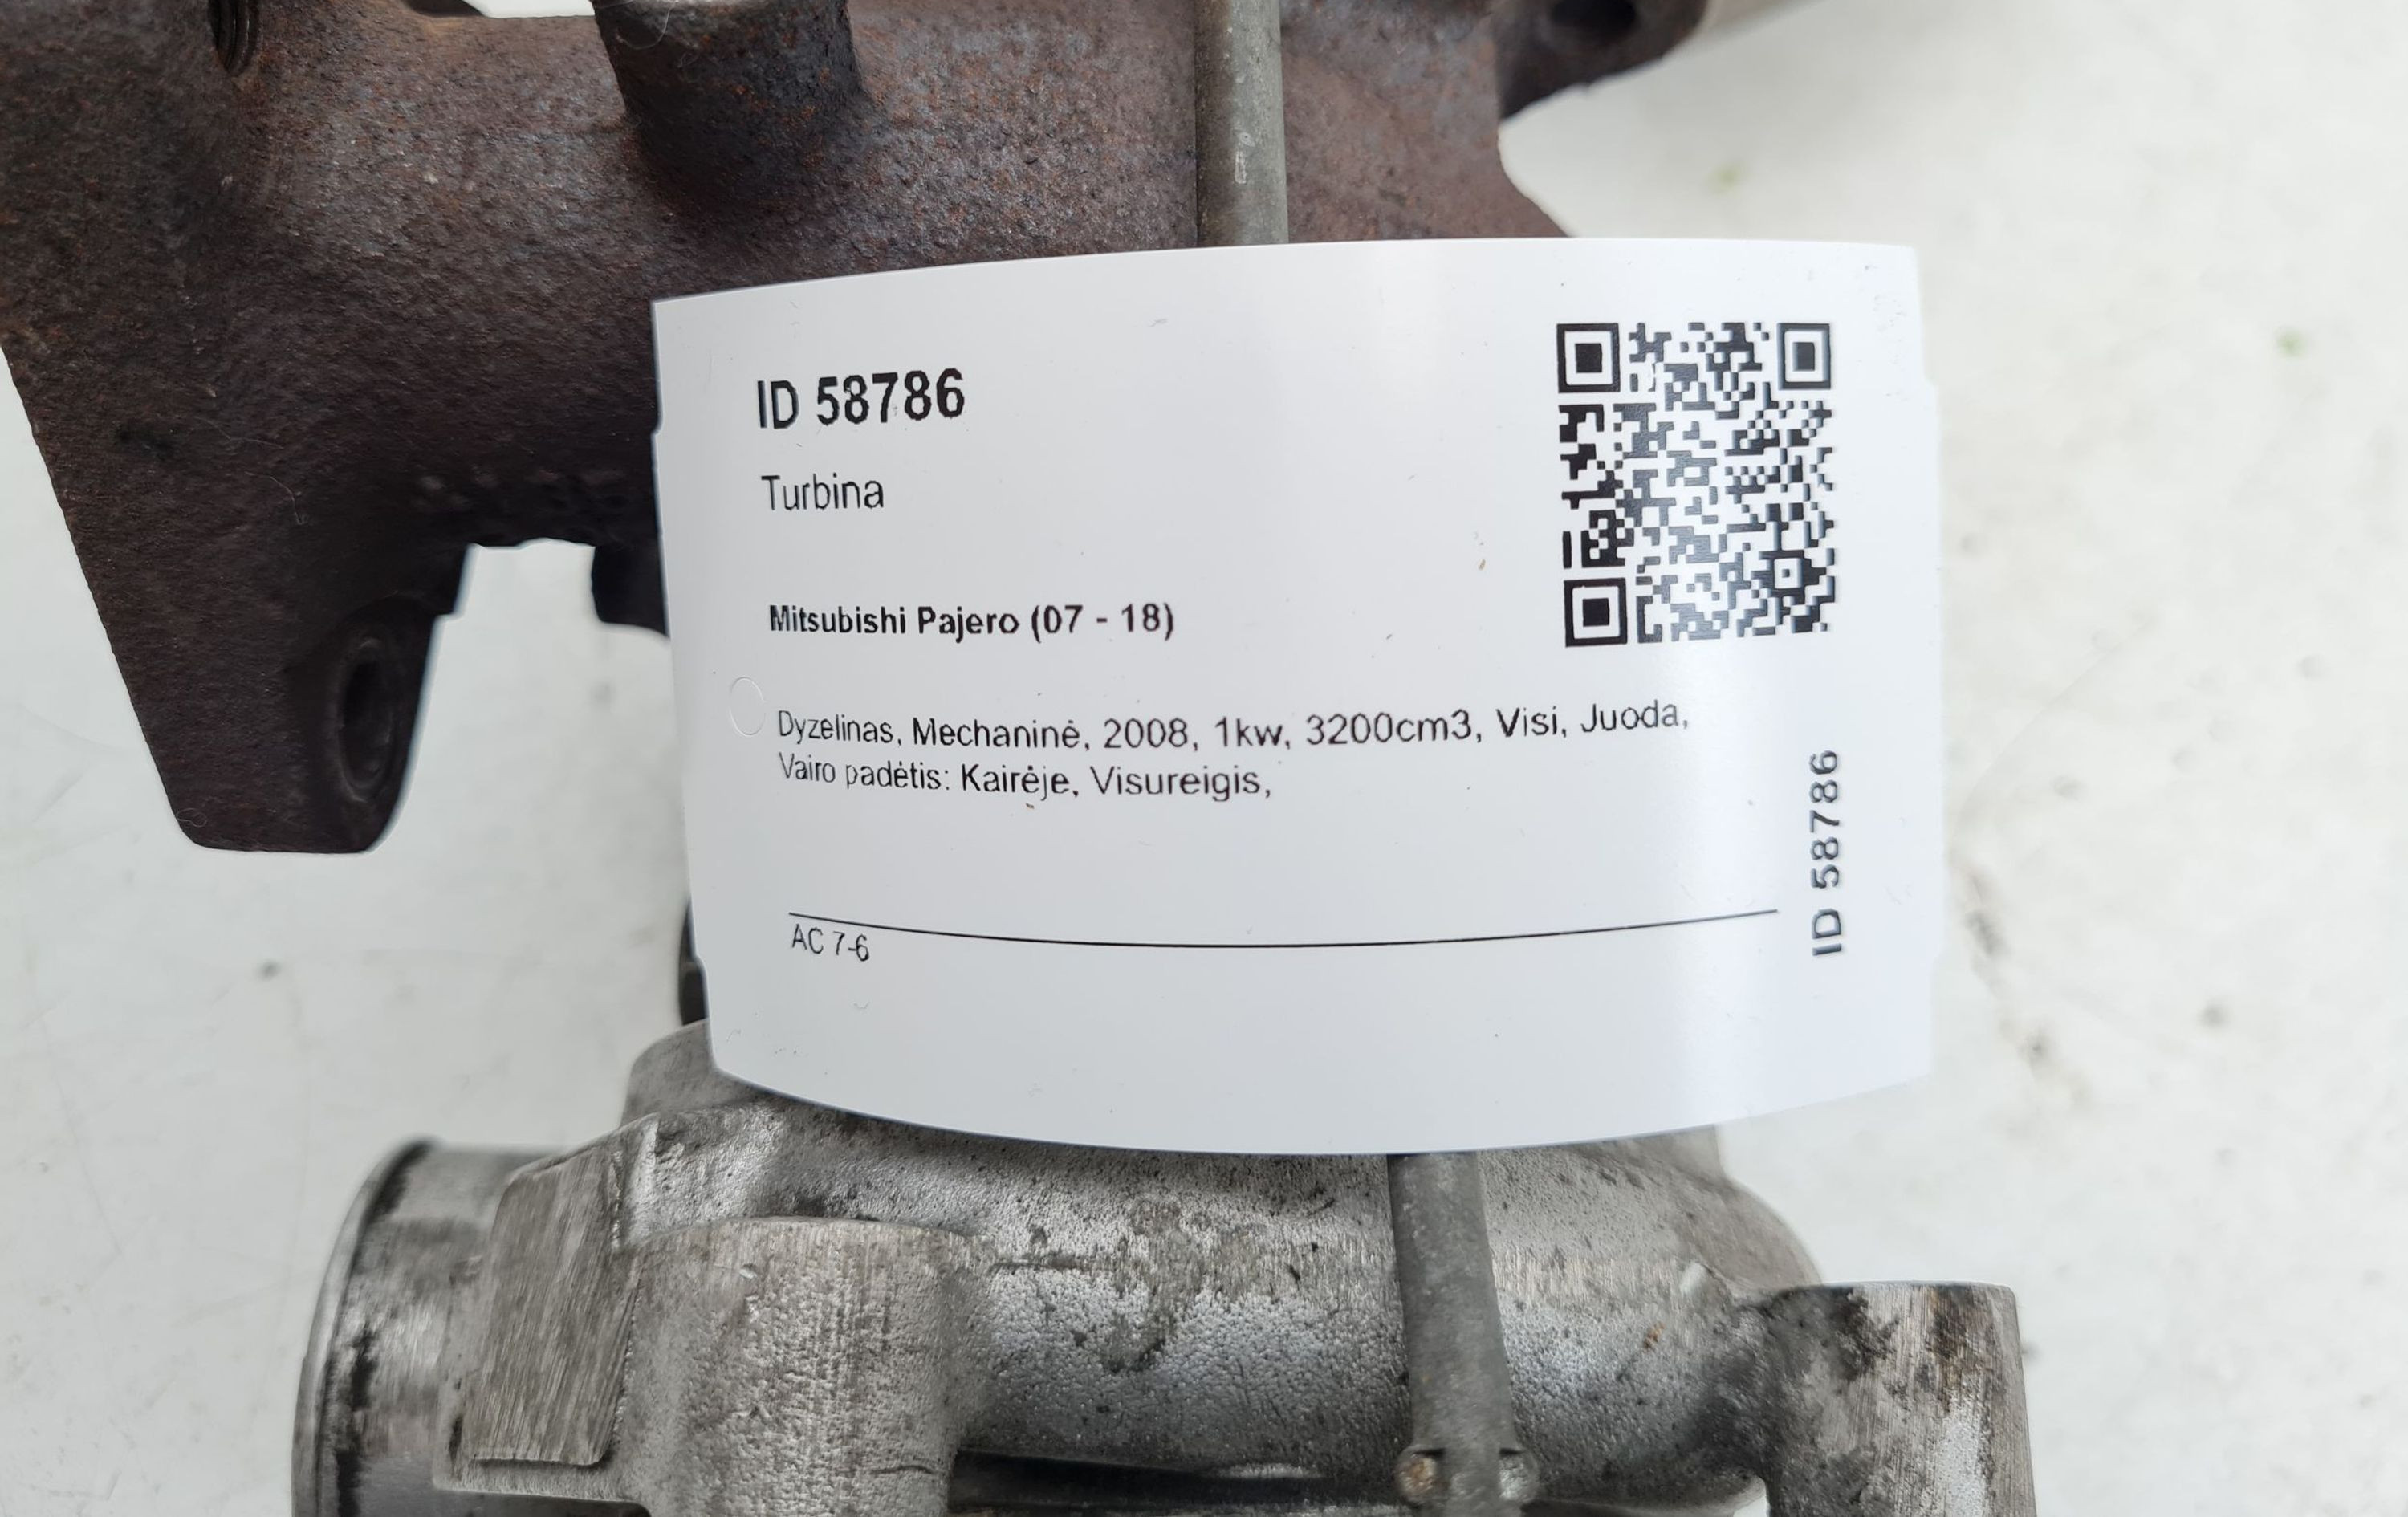 ID 58786
Turbina
Mitsubishi Pajero (07 - 18)
Dyzelinas, Mechaninė, 2008, 1kw, 3200cm3, Visi, Juoda,
Vairo padėtis: Kairėje, Visureigis,
AC 7-6
ID 58786